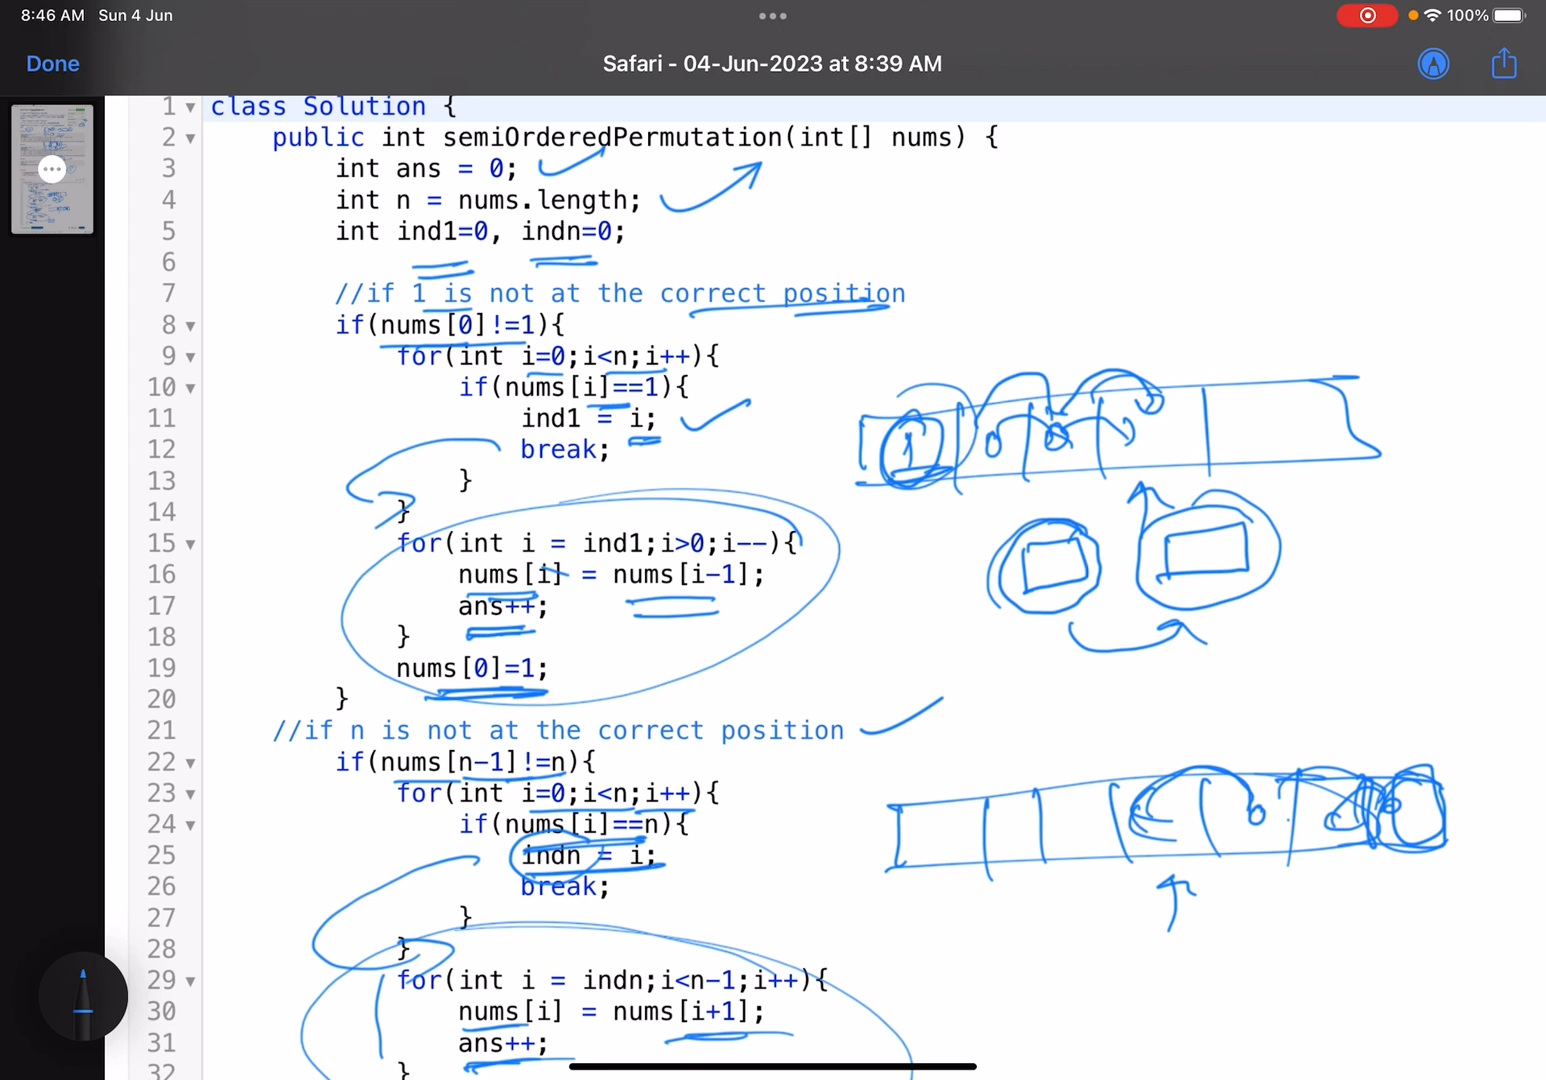 8:46 AM Sun 4 Jun
100%
Done
Safari - 04-Jun-2023 at 8:39 AM
1 class Solution {
2 public int semiOrderedPermutation(int[] nums) {
3 int ans = 0;
4 int n = nums.length;
5 int ind1=0, indn=0;
6
7 //if 1 is not at the correct position
8 if(nums[0]!=1){
9 for(int i=0;i<n;i++){
10 if(nums[i]==1){
11 ind1 = i;
12 break;
13 }
14 }
15 for(int i = ind1;i>0;i--){
16 nums[i] = nums[i-1];
17 ans++;
18 }
19 nums[0]=1;
20 }
21 //if n is not at the correct position
22 if(nums[n-1]!=n){
23 for(int i=0;i<n;i++){
24 if(nums[i]==n){
25 indn = i;
26 break;
27 }
28 }
29 for(int i = indn;i<n-1;i++){
30 nums[i] = nums[i+1];
31 ans++;
32 }
1